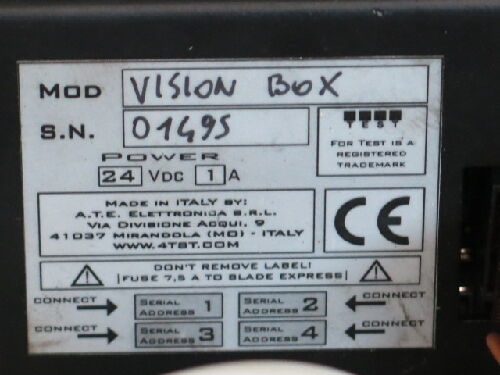 MOD VISION BOX
S.N. 01495
TEST
FOR TEST IS A
REGISTERED
TRADEMARK
POWER
24 VDC 1 A
MADE IN ITALY BY:
A.T.E. ELETTRONICA S.R.L.
VIA DIVISIONE ACQUI, 9
41037 MIRANDOLA (MO) - ITALY
WWW.4TST.COM
CE
DON'T REMOVE LABEL!
FUSE 7,5 A TO BLADE EXPRESS
CONNECT SERIAL ADDRESS 1 SERIAL ADDRESS 2 CONNECT
CONNECT SERIAL ADDRESS 3 SERIAL ADDRESS 4 CONNECT